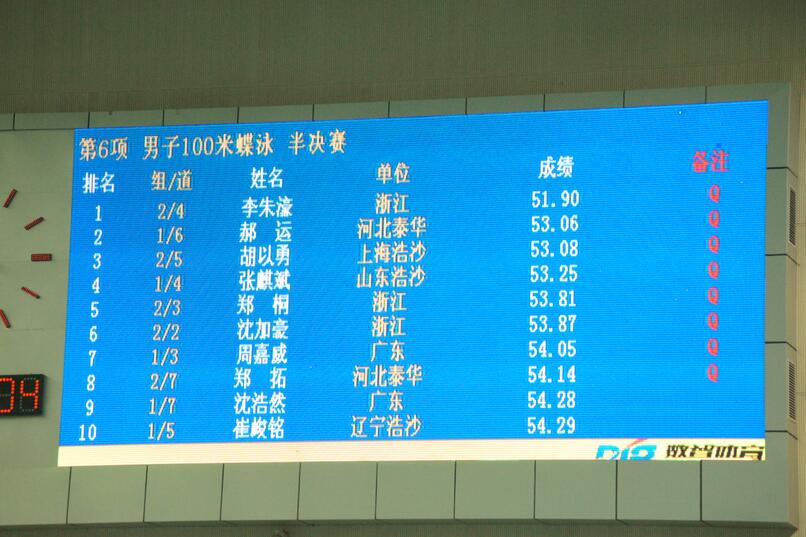 第6项 男子100米蝶泳 半决赛
排名 组/道 姓名 单位 成绩 备注
1 2/4 李朱濠 浙江 51.90 Q
2 1/6 郝 运 河北泰华 53.06 Q
3 2/5 胡以勇 上海浩沙 53.08 Q
4 1/4 张麒斌 山东浩沙 53.25 Q
5 2/3 郑 桐 浙江 53.81 Q
6 2/2 沈加豪 浙江 53.87 Q
7 1/3 周嘉威 广东 54.05 Q
8 2/7 郑 拓 河北泰华 54.14 Q
9 1/7 沈浩然 广东 54.28
10 1/5 崔峻铭 辽宁浩沙 54.29
34
数智体育